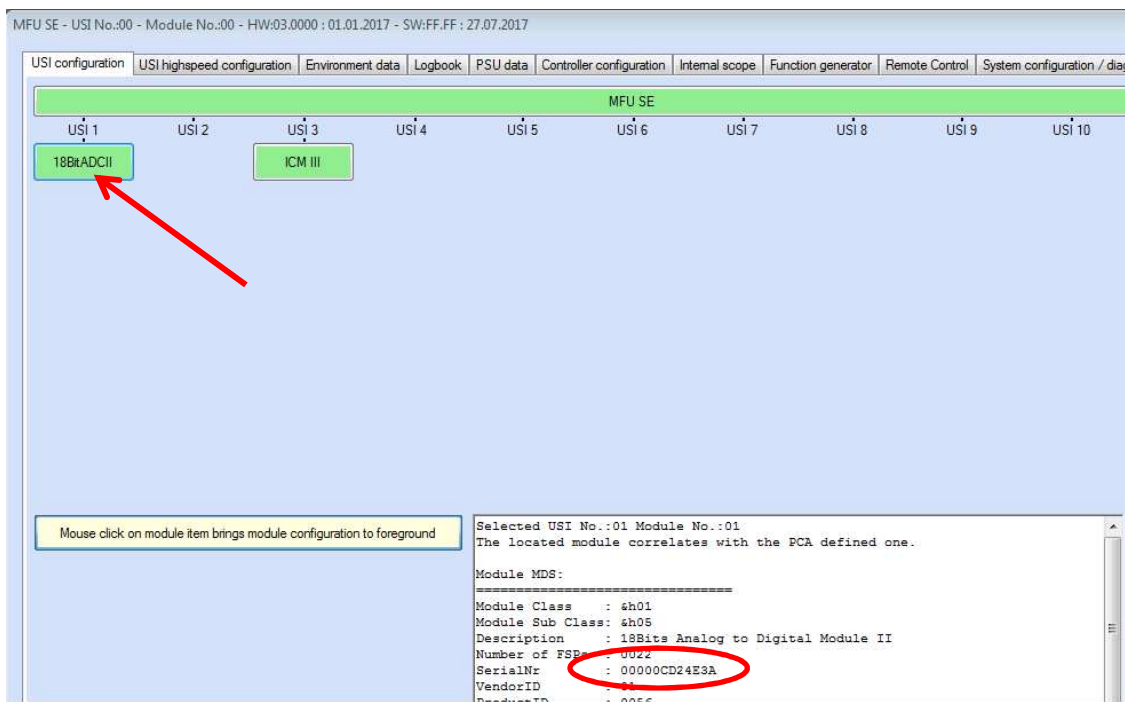 MFU SE - USI No.:00 - Module No.:00 - HW:03.0000 : 01.01.2017 - SW:FF.FF : 27.07.2017
USI configuration USI highspeed configuration Environment data Logbook PSU data Controller configuration Internal scope Function generator Remote Control System configuration / dia
MFU SE
USI 1 USI 2 USI 3 USI 4 USI 5 USI 6 USI 7 USI 8 USI 9 USI 10
18BitADCII ICM III
Mouse click on module item brings module configuration to foreground
Selected USI No.:01 Module No.:01
The located module correlates with the PCA defined one.
Module MDS:
================================
Module Class : &h01
Module Sub Class: &h05
Description : 18Bits Analog to Digital Module II
Number of FSPs : 0022
SerialNr : 00000CD24E3A
VendorID :
ProductID : 0056